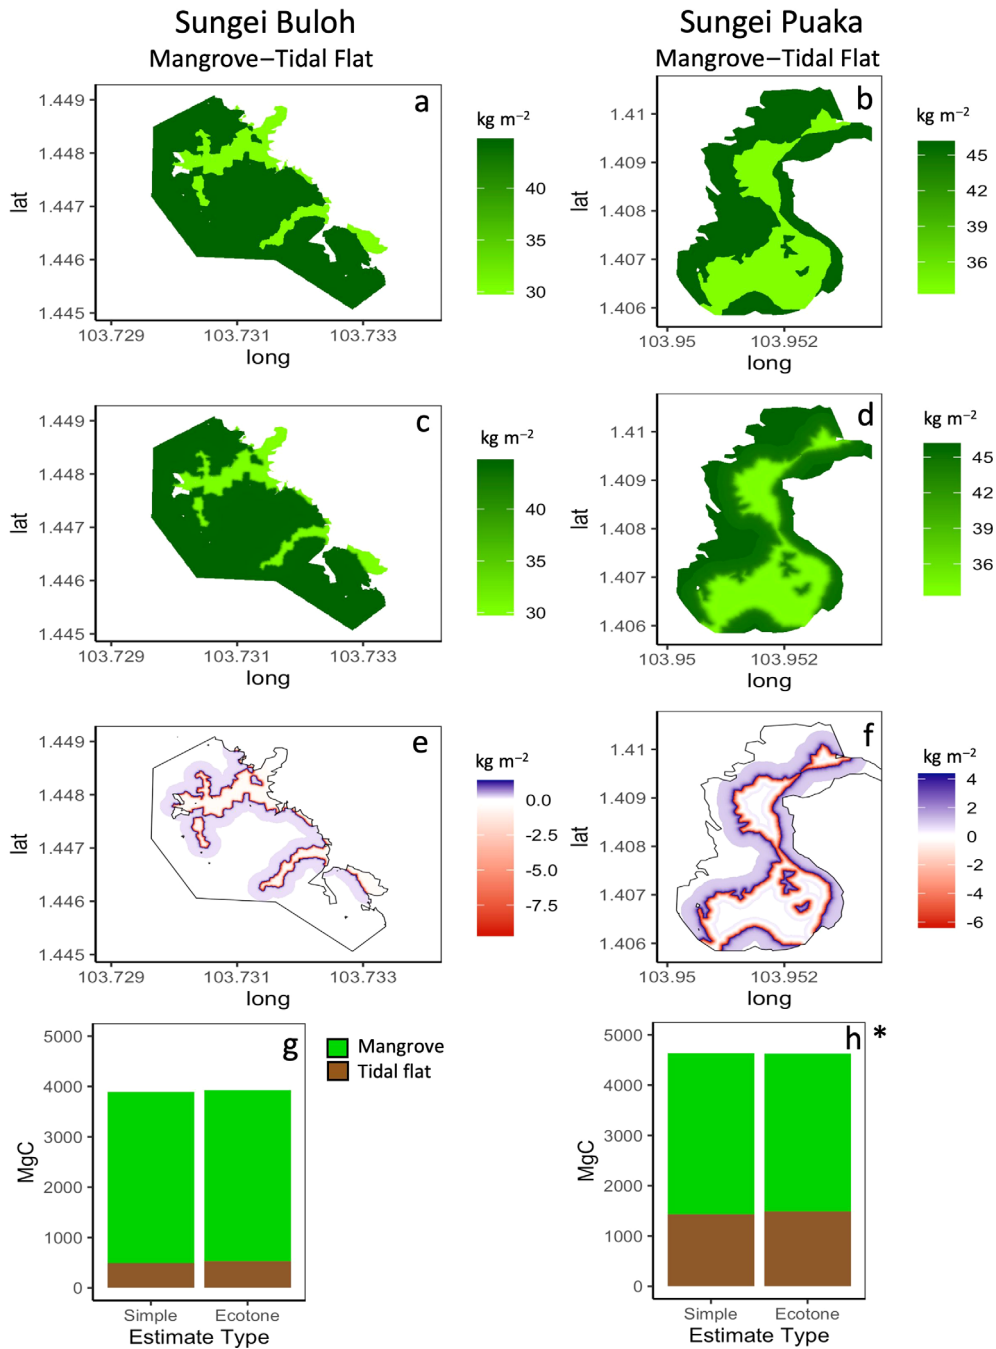 Sungei Buloh
Mangrove–Tidal Flat
Sungei Puaka
Mangrove–Tidal Flat
a
1.449
1.448
1.447
1.446
1.445
lat
103.729 103.731 103.733
long
kg m⁻²
40
35
30
b
1.41
1.409
1.408
1.407
1.406
lat
103.95 103.952
long
kg m⁻²
45
42
39
36
c
1.449
1.448
1.447
1.446
1.445
lat
103.729 103.731 103.733
long
kg m⁻²
40
35
30
d
1.41
1.409
1.408
1.407
1.406
lat
103.95 103.952
long
kg m⁻²
45
42
39
36
e
1.449
1.448
1.447
1.446
1.445
lat
103.729 103.731 103.733
long
kg m⁻²
0.0
-2.5
-5.0
-7.5
f
1.41
1.409
1.408
1.407
1.406
lat
103.95 103.952
long
kg m⁻²
4
2
0
-2
-4
-6
g
5000
4000
3000
2000
1000
0
MgC
Simple Ecotone
Estimate Type
Mangrove
Tidal flat
h *
5000
4000
3000
2000
1000
0
MgC
Simple Ecotone
Estimate Type